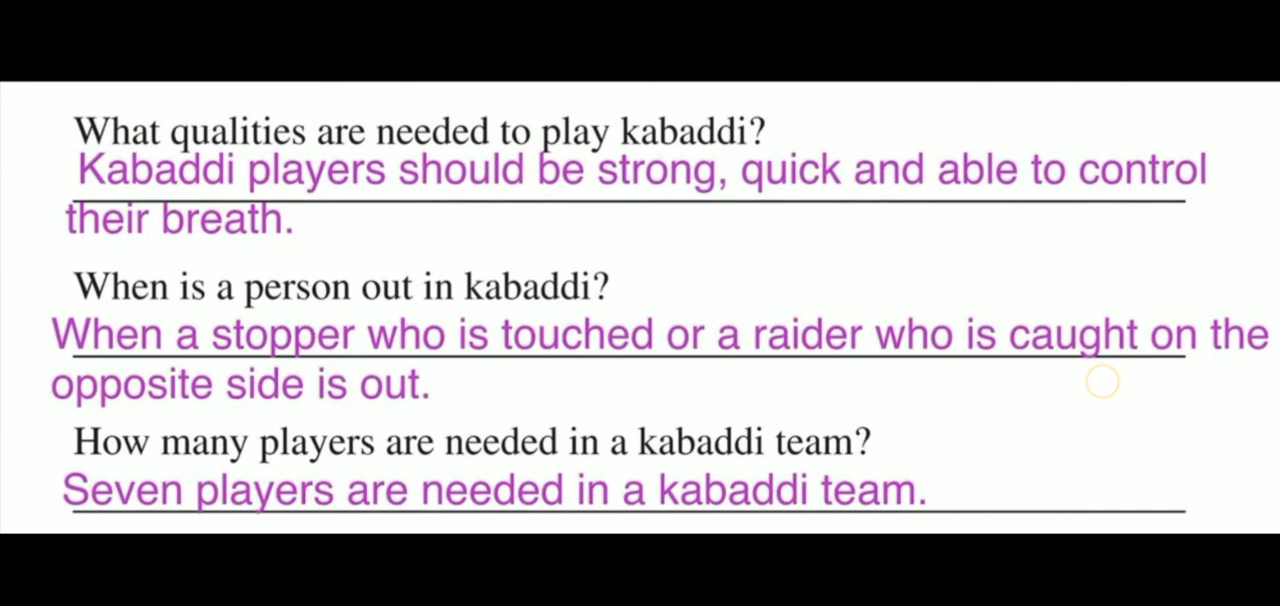 What qualities are needed to play kabaddi?
Kabaddi players should be strong, quick and able to control
their breath.
When is a person out in kabaddi?
When a stopper who is touched or a raider who is caught on the
opposite side is out.
How many players are needed in a kabaddi team?
Seven players are needed in a kabaddi team.